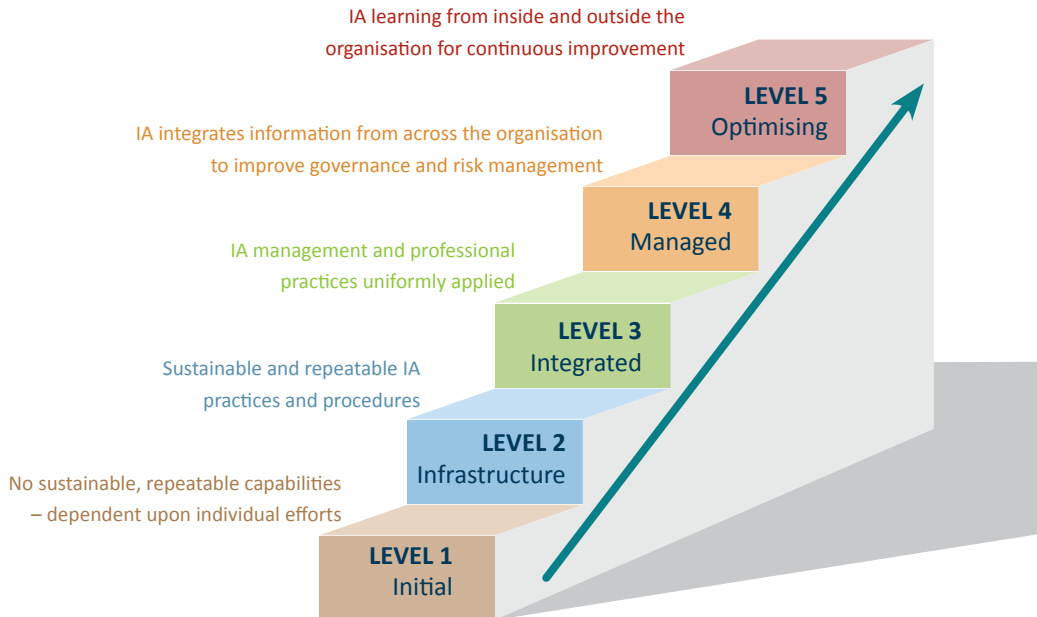 IA learning from inside and outside the
organisation for continuous improvement
LEVEL 5
Optimising
IA integrates information from across the organisation
to improve governance and risk management
LEVEL 4
Managed
IA management and professional
practices uniformly applied
LEVEL 3
Integrated
Sustainable and repeatable IA
practices and procedures
LEVEL 2
Infrastructure
No sustainable, repeatable capabilities
– dependent upon individual efforts
LEVEL 1
Initial